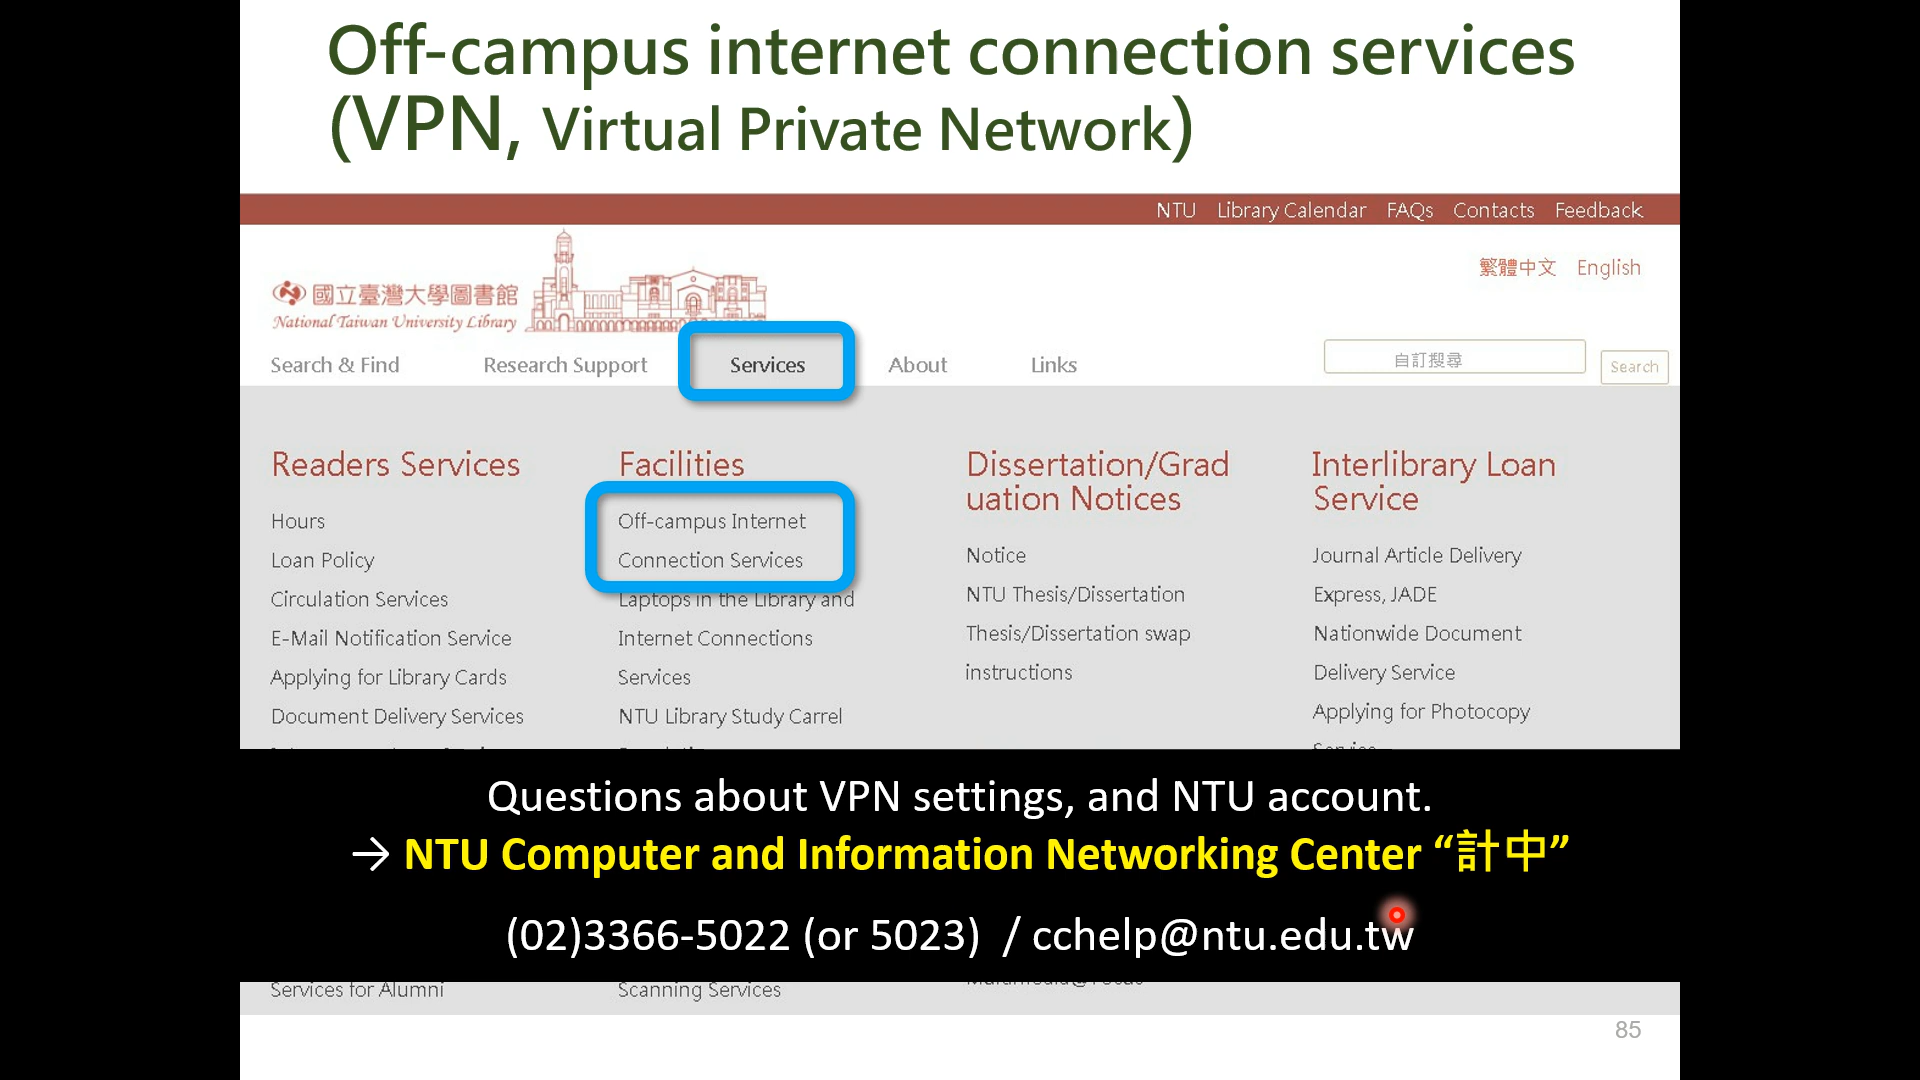 Off-campus internet connection services
(VPN, Virtual Private Network)
NTU Library Calendar FAQs Contacts Feedback
繁體中文 English
國立臺灣大學圖書館
National Taiwan University Library
Search & Find Research Support Services About Links
自訂搜尋 Search
Readers Services
Hours
Loan Policy
Circulation Services
E-Mail Notification Service
Applying for Library Cards
Document Delivery Services
Facilities
Off-campus Internet
Connection Services
Laptops in the Library and
Internet Connections
Services
NTU Library Study Carrel
Dissertation/Grad
uation Notices
Notice
NTU Thesis/Dissertation
Thesis/Dissertation swap
instructions
Interlibrary Loan
Service
Journal Article Delivery
Express, JADE
Nationwide Document
Delivery Service
Applying for Photocopy
Questions about VPN settings, and NTU account.
→ NTU Computer and Information Networking Center “計中”
(02)3366-5022 (or 5023) / cchelp@ntu.edu.tw
Services for Alumni
Scanning Services
85